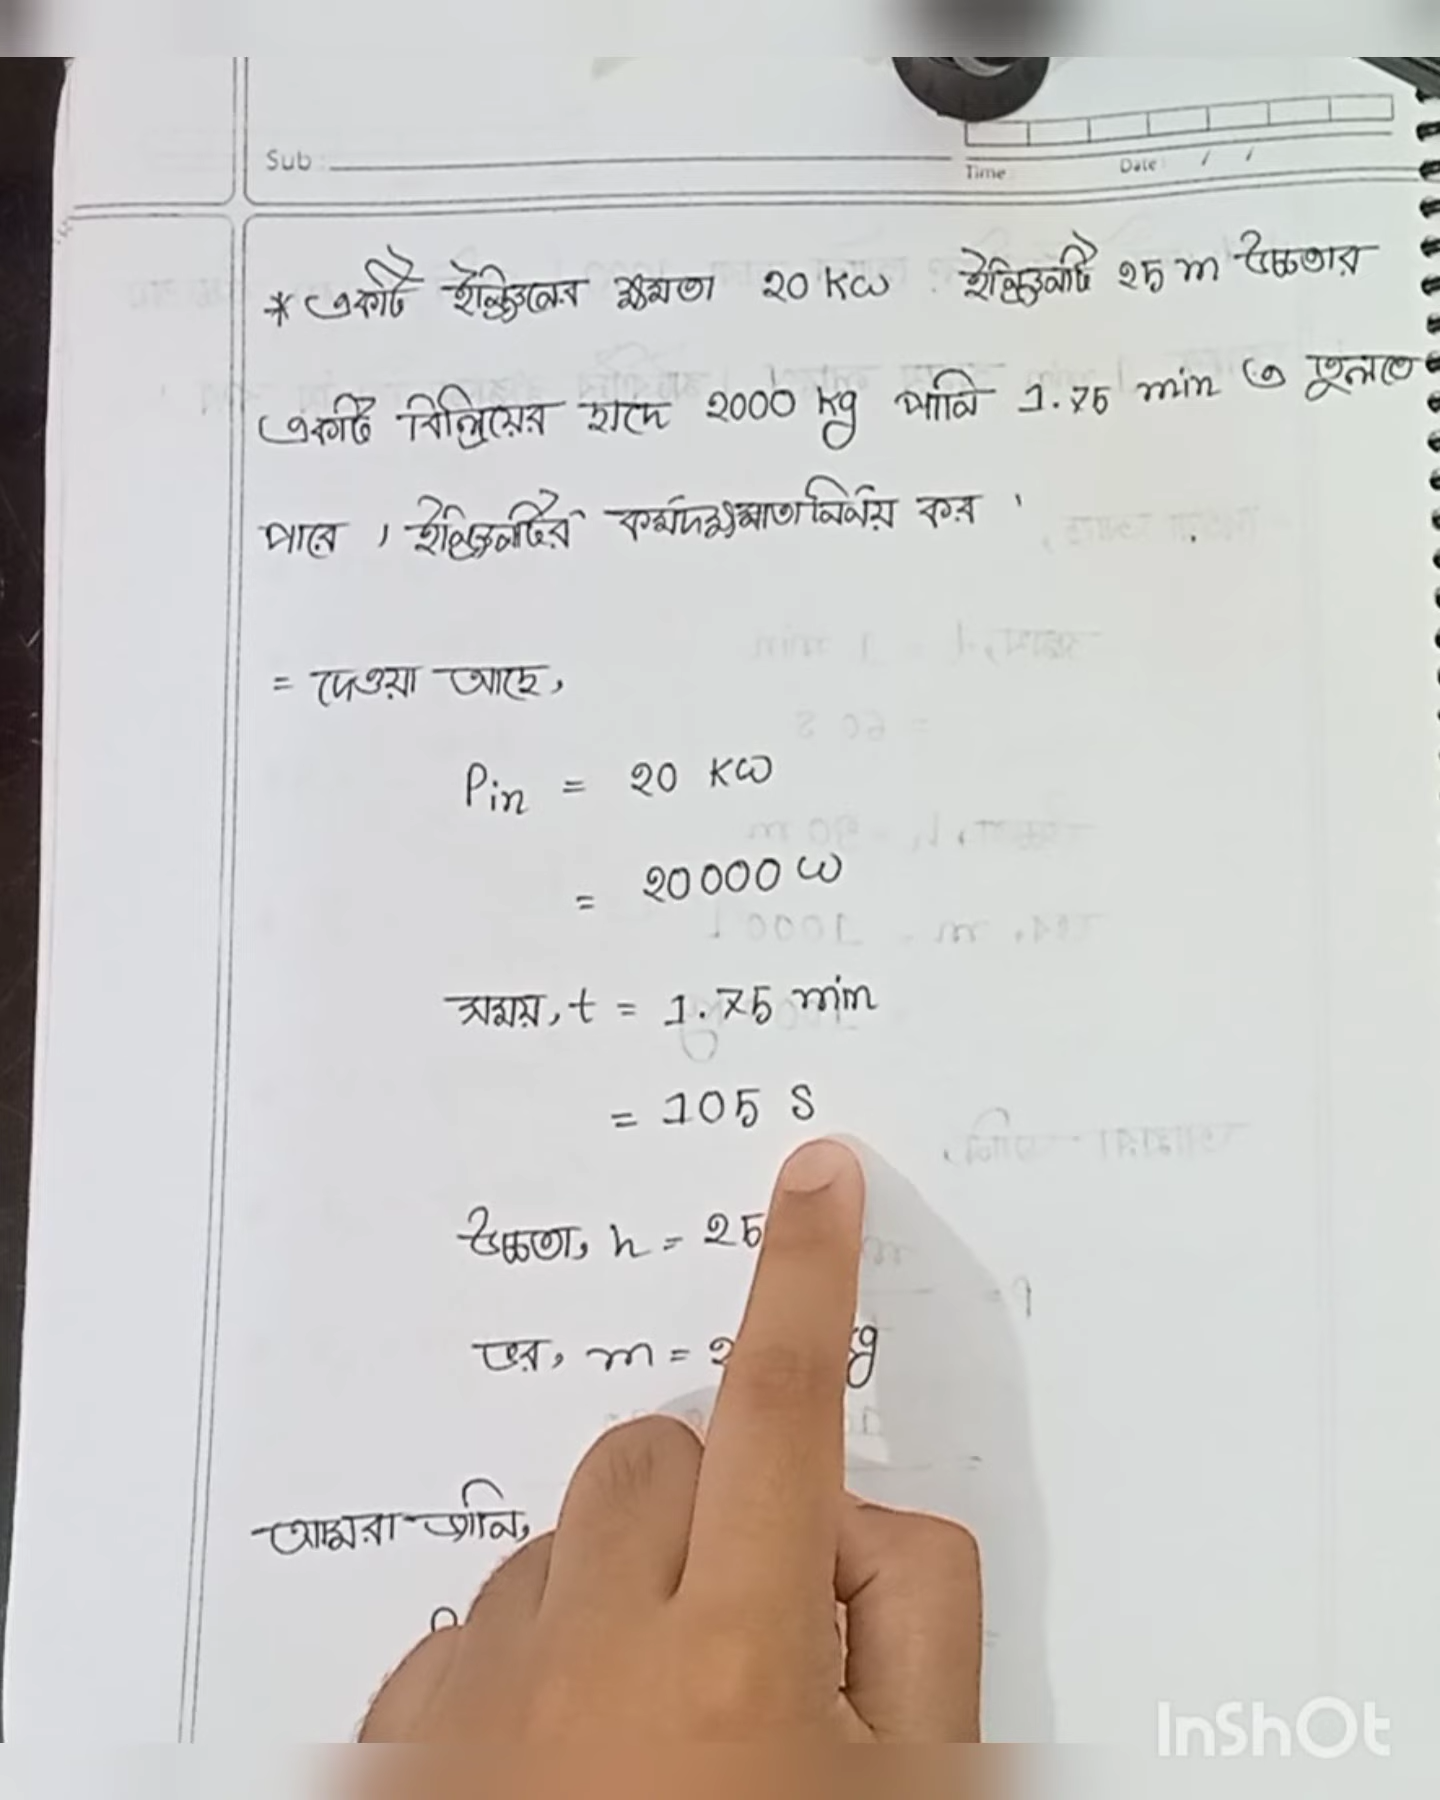 Sub :
Time :
Date : / /
* একটি ইঞ্জিনের ক্ষমতা 20 KW. ইঞ্জিনটি 25 m উচ্চতার
একটি বিল্ডিংয়ের ছাদে 2000 kg পানি 1.75 min এ তুলতে
পারে । ইঞ্জিনটির কর্মদক্ষতা নির্ণয় কর ।
= দেওয়া আছে,
Pin = 20 KW
= 20000 W
সময়, t = 1.75 min
= 105 s
উচ্চতা, h = 25
ভর, m = 2 kg
আমরা জানি,
InShOt